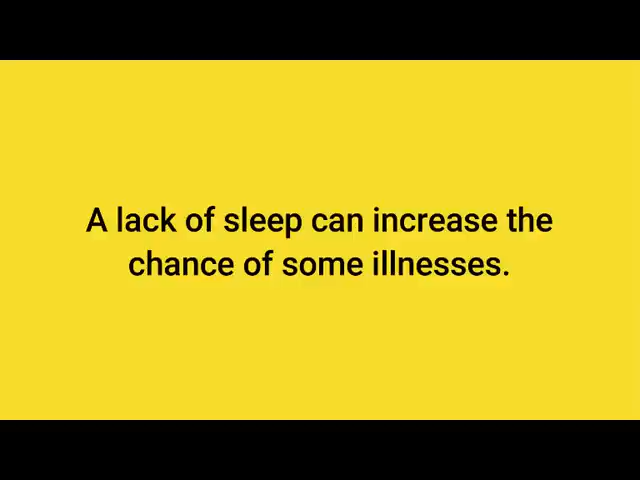 A lack of sleep can increase the
chance of some illnesses.